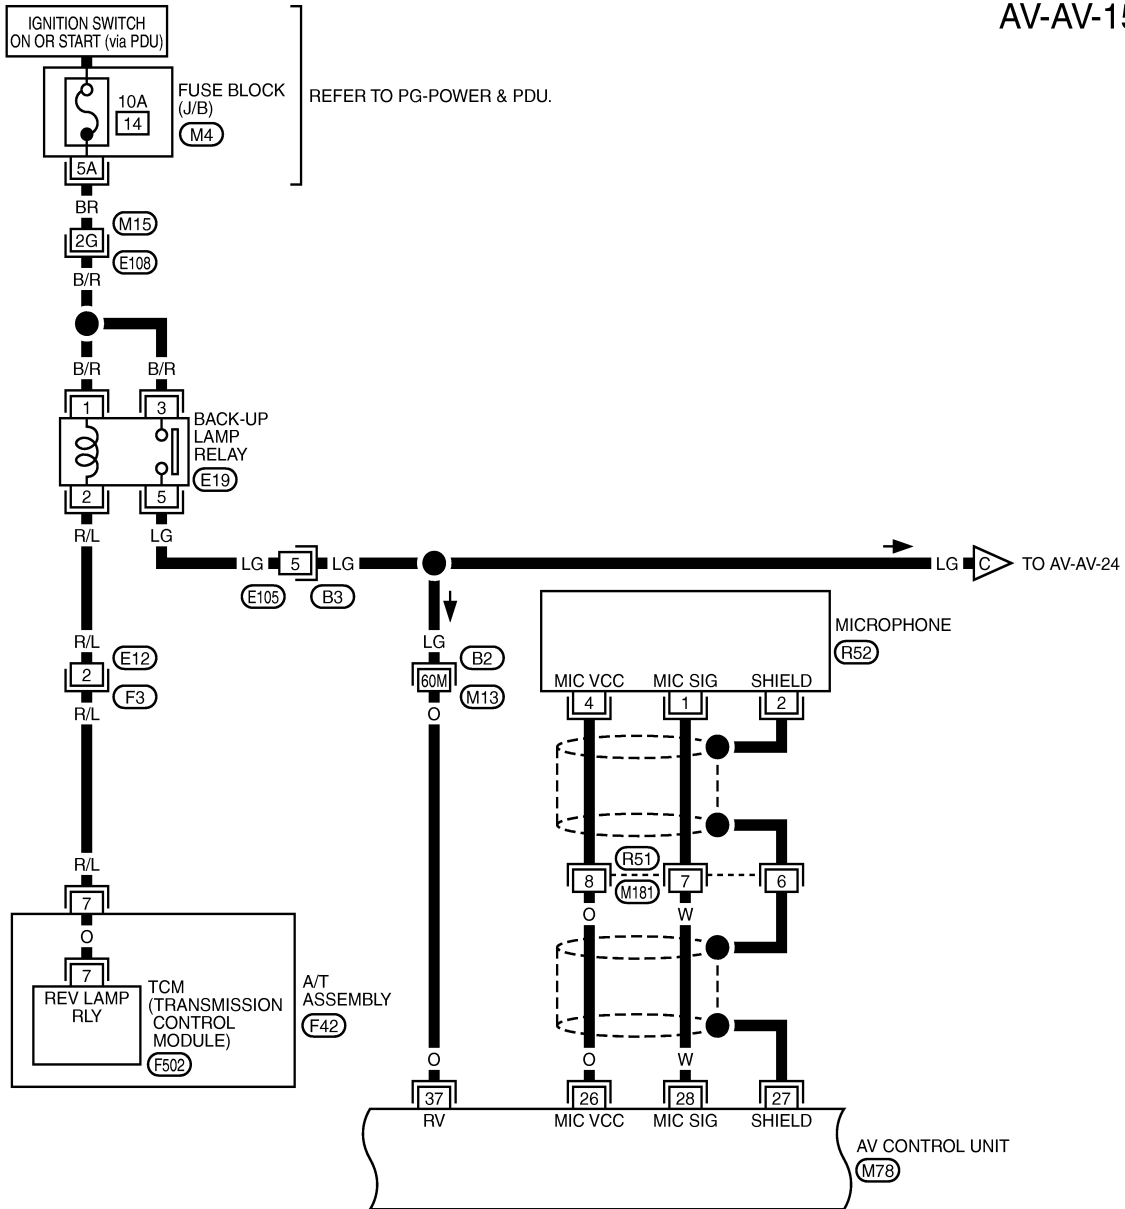 AV-AV-15
IGNITION SWITCH
ON OR START (via PDU)
10A
14
FUSE BLOCK
(J/B)
M4
REFER TO PG-POWER & PDU.
5A
BR
M15
2G
E108
B/R
B/R
B/R
1
3
BACK-UP
LAMP
RELAY
E19
2
5
R/L
LG
LG
5
LG
E105
B3
LG
C
TO AV-AV-24
R/L
E12
2
F3
R/L
LG
B2
60M
M13
O
MICROPHONE
R52
MIC VCC
MIC SIG
SHIELD
4
1
2
R51
M181
8
7
6
O
W
R/L
7
O
7
REV LAMP
RLY
TCM
(TRANSMISSION
CONTROL
MODULE)
F502
A/T
ASSEMBLY
F42
O
O
W
37
26
28
27
RV
MIC VCC
MIC SIG
SHIELD
AV CONTROL UNIT
M78